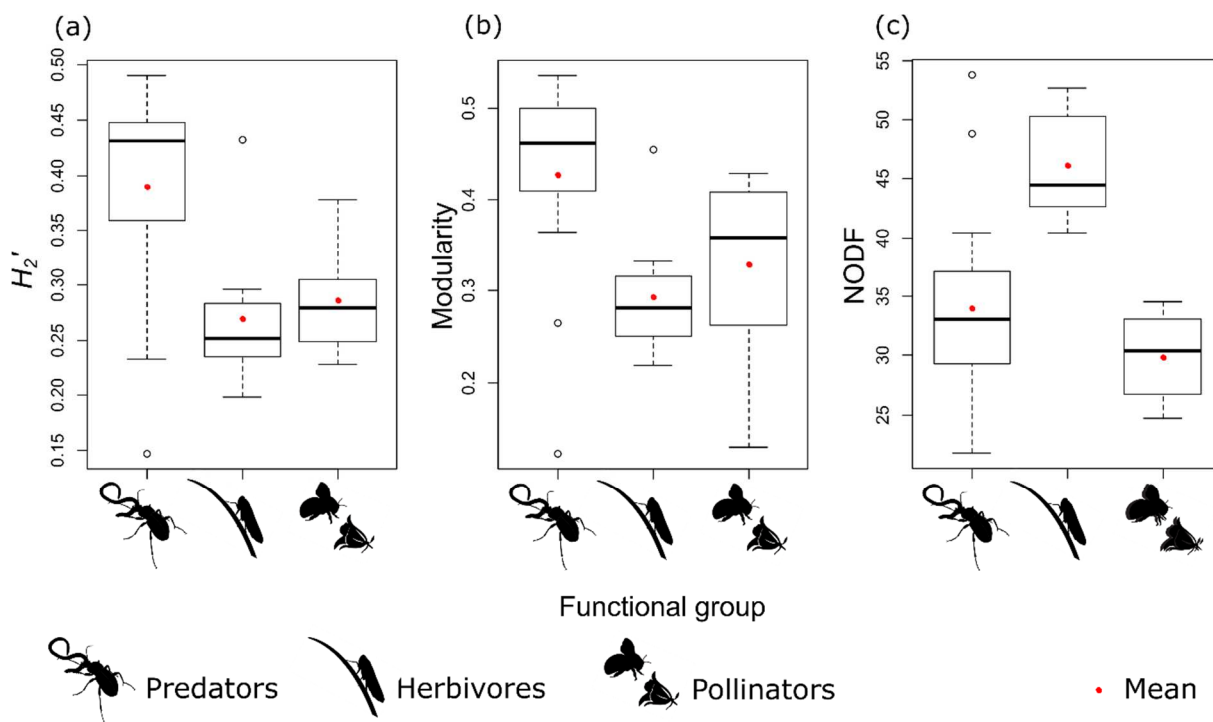 (a)
(b)
(c)
H₂'
0.50
0.45
0.40
0.35
0.30
0.25
0.20
0.15
Modularity
0.5
0.4
0.3
0.2
NODF
55
50
45
40
35
30
25
Functional group
Predators
Herbivores
Pollinators
Mean